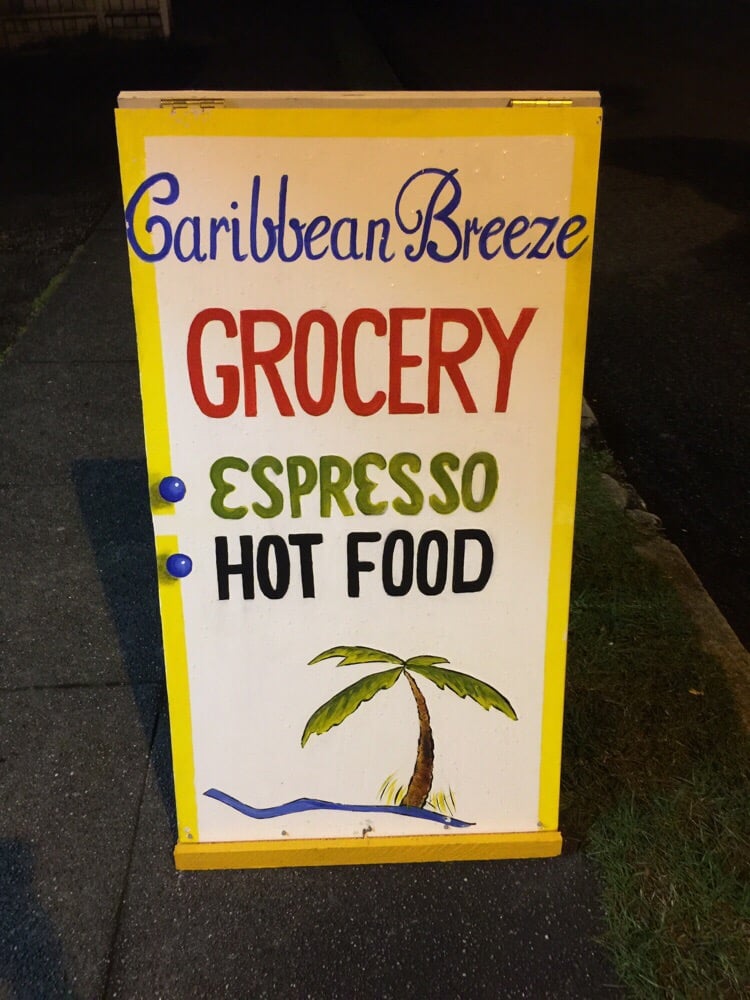 Caribbean Breeze
GROCERY
ESPRESSO
HOT FOOD